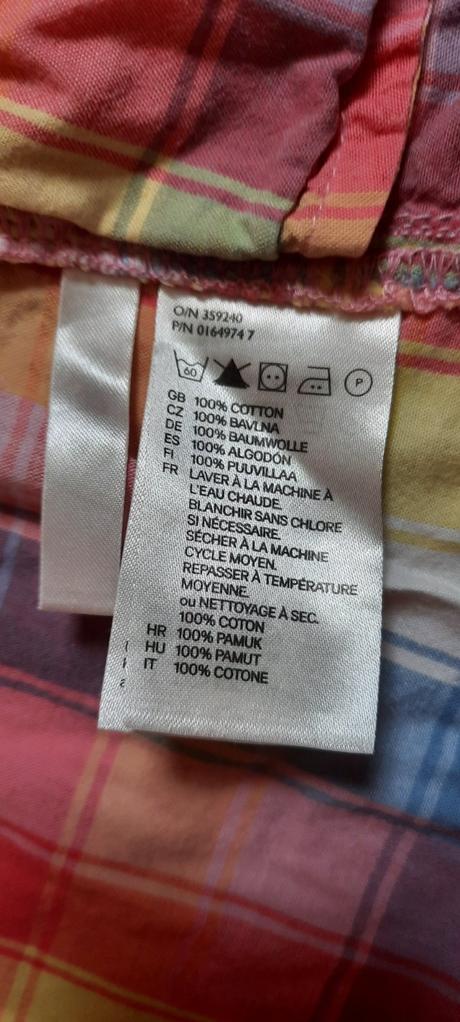 O/N 359240
P/N 0164974 7
60 P
GB 100% COTTON
CZ 100% BAVLNA
DE 100% BAUMWOLLE
ES 100% ALGODÓN
FI 100% PUUVILLAA
FR LAVER À LA MACHINE À
L'EAU CHAUDE.
BLANCHIR SANS CHLORE
SI NÉCESSAIRE.
SÉCHER À LA MACHINE
CYCLE MOYEN.
REPASSER À TEMPÉRATURE
MOYENNE.
ou NETTOYAGE À SEC.
100% COTON
HR 100% PAMUK
HU 100% PAMUT
IT 100% COTONE